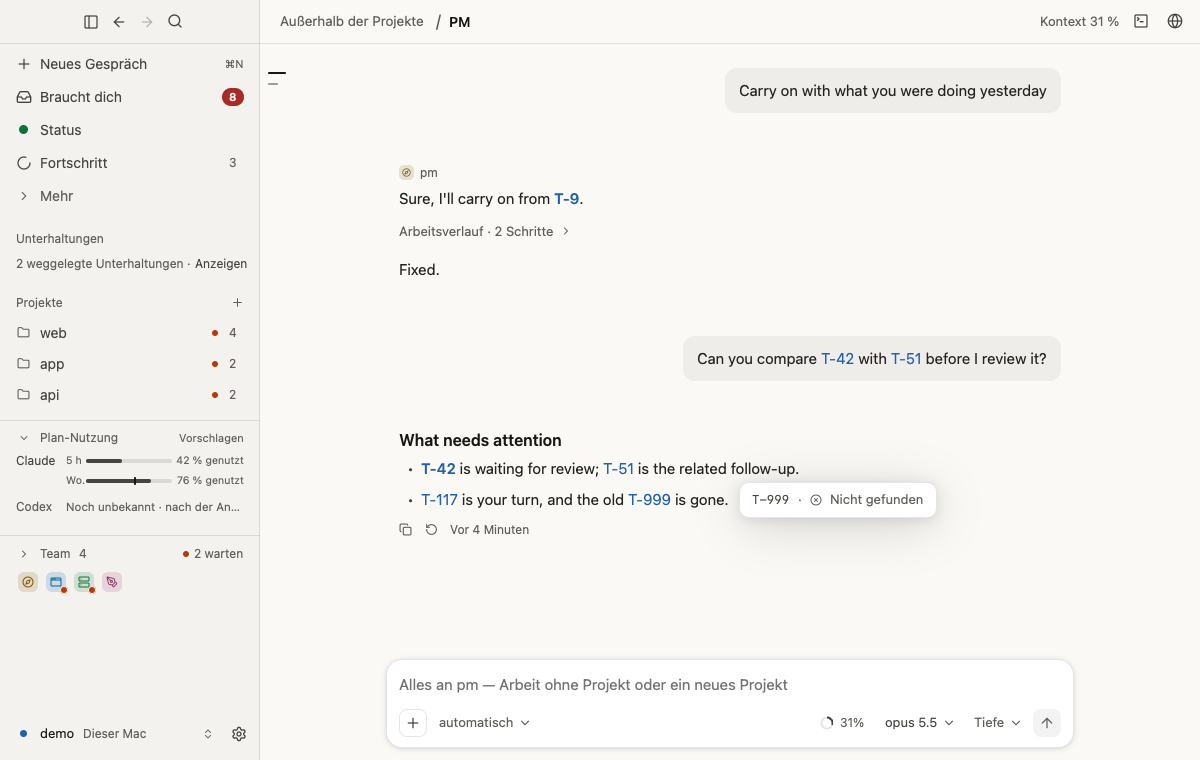 Außerhalb der Projekte / PM
Kontext 31 %
Neues Gespräch ⌘N
Braucht dich 8
Status
Fortschritt 3
Mehr
Unterhaltungen
2 weggelegte Unterhaltungen · Anzeigen
Projekte
web 4
app 2
api 2
Plan-Nutzung Vorschlagen
Claude 5 h 42 % genutzt
Wo. 76 % genutzt
Codex Noch unbekannt · nach der An…
Team 4 2 warten
demo Dieser Mac
Carry on with what you were doing yesterday
pm
Sure, I'll carry on from T-9.
Arbeitsverlauf · 2 Schritte
Fixed.
Can you compare T-42 with T-51 before I review it?
What needs attention
• T-42 is waiting for review; T-51 is the related follow-up.
• T-117 is your turn, and the old T-999 is gone.
T-999 · Nicht gefunden
Vor 4 Minuten
Alles an pm — Arbeit ohne Projekt oder ein neues Projekt
automatisch 31% opus 5.5 Tiefe